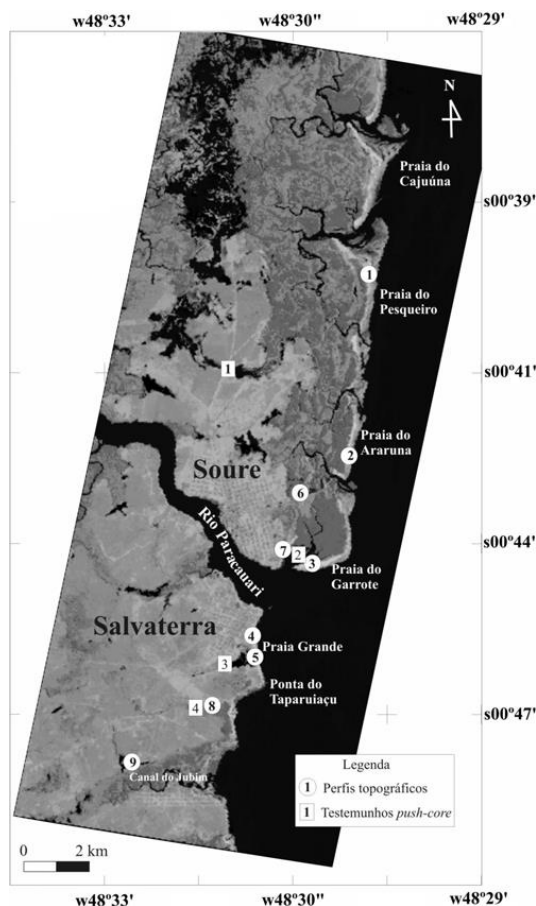 w48º33' w48º30" w48º29'
N
Praia do
Cajuúna
s00º39'
1
Praia do
Pesqueiro
1
s00º41'
Praia do
Araruna
2
Soure
6
Rio Paracauari
7 2 3
s00º44'
Praia do
Garrote
Salvaterra
4
Praia Grande
3 5
Ponta do
Taparuiaçu
4 8
s00º47'
9
Canal do Jubim
Legenda
1 Perfis topográficos
1 Testemunhos push-core
0 2 km
w48º33' w48º30" w48º29'